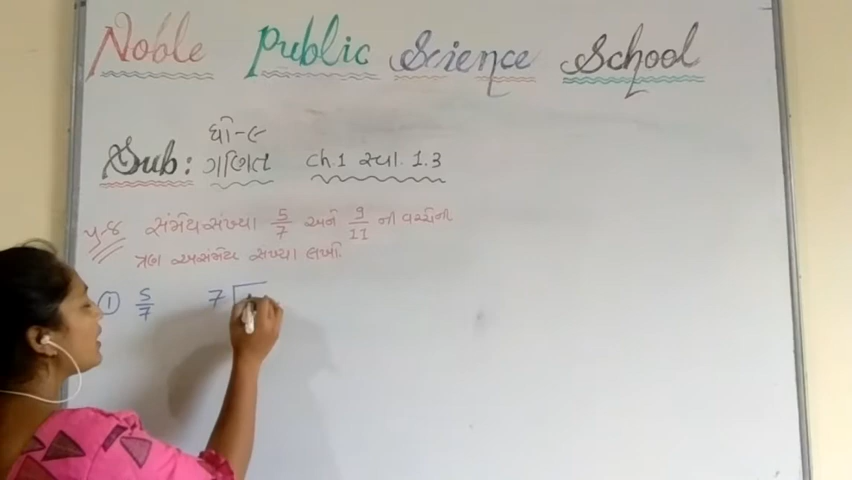 Noble Public Science School
ધો-૯
Sub: ગણિત ch.1 સ્વા. 1.3
પ્ર-૪ સંમેય સંખ્યા 5/7 અને 9/11 ની વચ્ચેની
ત્રણ અસંમેય સંખ્યા લખો.
① 5/7 7